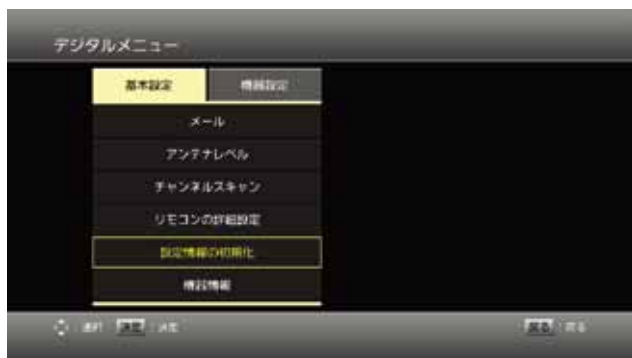 デジタルメニュー
基本設定 機器設定
メール
アンテナレベル
チャンネルスキャン
リモコンの詳細設定
設定情報の初期化
機器情報
:選択 決定 :決定 戻る :戻る